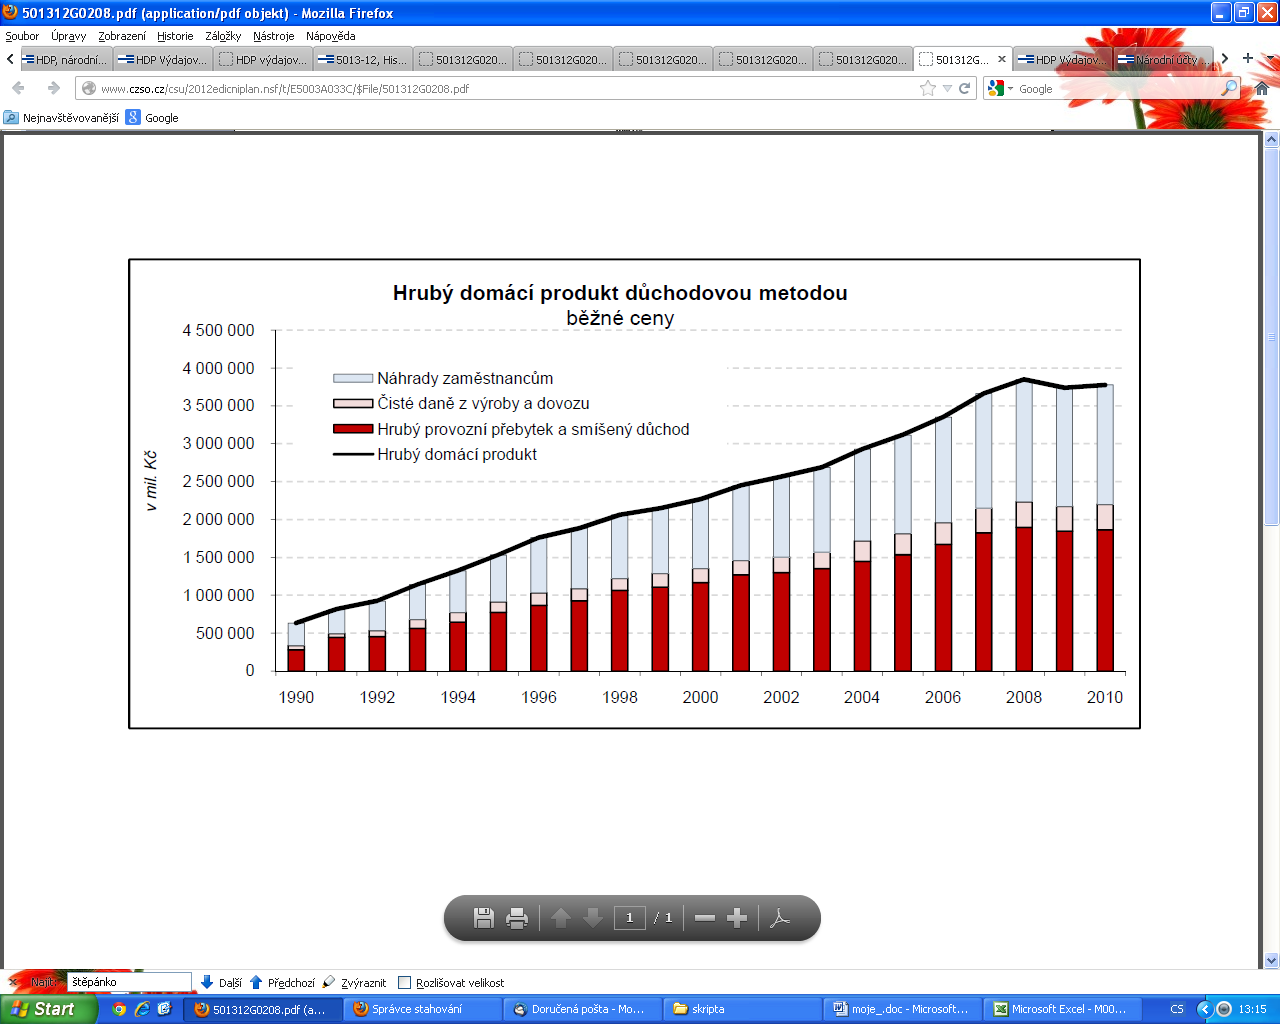 501312G0208.pdf (application/pdf objekt) - Mozilla Firefox
Soubor Úpravy Zobrazení Historie Záložky Nástroje Nápověda
HDP, národní... HDP Výdajov... HDP výdajov... 5013-12, His... 501312G020... 501312G020... 501312G020... 501312G020... 501312G020... 501312G... HDP Výdajov... Národní účty
www.czso.cz/csu/2012edicniplan.nsf/t/E5003A033C/$File/501312G0208.pdf Google
Nejnavštěvovanější Google
Hrubý domácí produkt důchodovou metodou
běžné ceny
4 500 000
4 000 000
3 500 000
3 000 000
2 500 000
2 000 000
1 500 000
1 000 000
500 000
0
v mil. Kč
Náhrady zaměstnancům
Čisté daně z výroby a dovozu
Hrubý provozní přebytek a smíšený důchod
Hrubý domácí produkt
1990 1992 1994 1996 1998 2000 2002 2004 2006 2008 2010
1 / 1
Najít: štěpánko Další Předchozí Zvýraznit Rozlišovat velikost
Start 501312G0208.pdf (a... Správce stahování Doručená pošta - Mo... skripta moje_.doc - Microsoft... Microsoft Excel - M00... CS 13:15